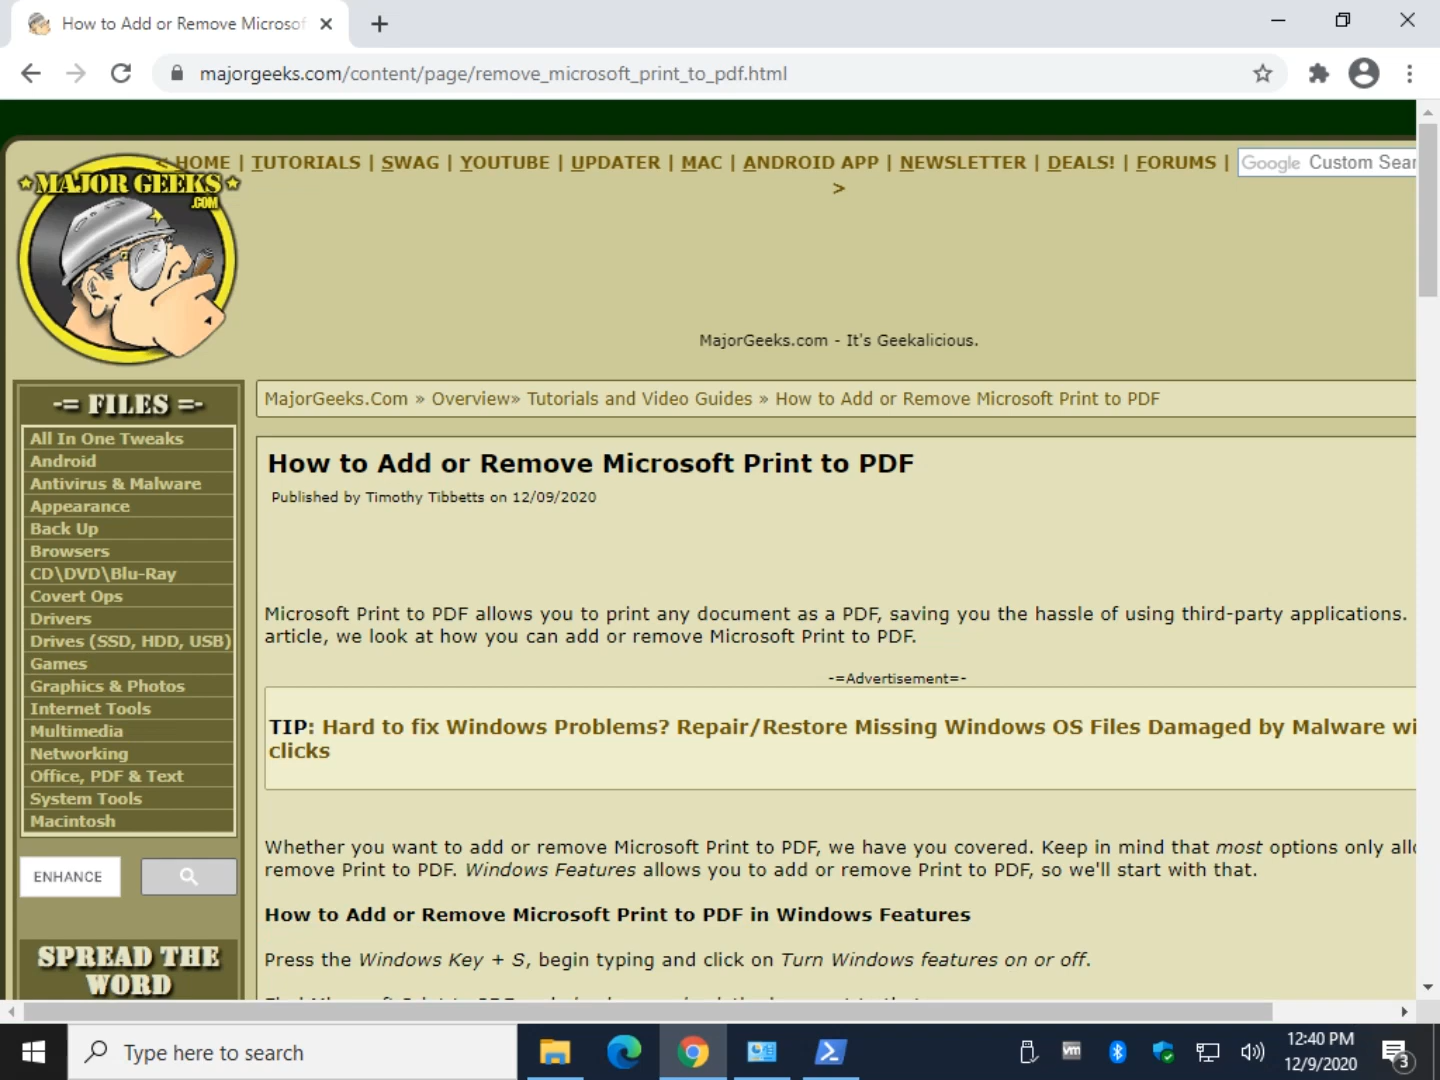 How to Add or Remove Microsof
majorgeeks.com/content/page/remove_microsoft_print_to_pdf.html
MAJOR GEEKS
.COM
< HOME | TUTORIALS | SWAG | YOUTUBE | UPDATER | MAC | ANDROID APP | NEWSLETTER | DEALS! | FORUMS |
Google Custom Sear
>
MajorGeeks.com - It's Geekalicious.
-= FILES =-
All In One Tweaks
Android
Antivirus & Malware
Appearance
Back Up
Browsers
CD\DVD\Blu-Ray
Covert Ops
Drivers
Drives (SSD, HDD, USB)
Games
Graphics & Photos
Internet Tools
Multimedia
Networking
Office, PDF & Text
System Tools
Macintosh
ENHANCE
SPREAD THE
WORD
MajorGeeks.Com » Overview» Tutorials and Video Guides » How to Add or Remove Microsoft Print to PDF
How to Add or Remove Microsoft Print to PDF
Published by Timothy Tibbetts on 12/09/2020
Microsoft Print to PDF allows you to print any document as a PDF, saving you the hassle of using third-party applications.
article, we look at how you can add or remove Microsoft Print to PDF.
-=Advertisement=-
TIP: Hard to fix Windows Problems? Repair/Restore Missing Windows OS Files Damaged by Malware wi
clicks
Whether you want to add or remove Microsoft Print to PDF, we have you covered. Keep in mind that most options only allo
remove Print to PDF. Windows Features allows you to add or remove Print to PDF, so we'll start with that.
How to Add or Remove Microsoft Print to PDF in Windows Features
Press the Windows Key + S, begin typing and click on Turn Windows features on or off.
Type here to search
vm
12:40 PM
12/9/2020
3